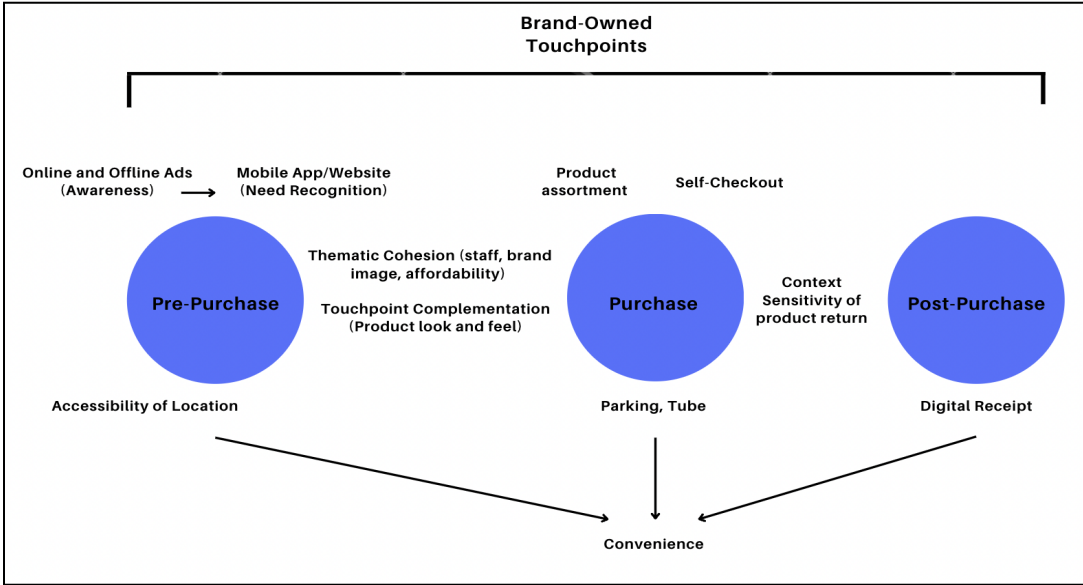 Brand-Owned
Touchpoints
Online and Offline Ads
(Awareness)
Mobile App/Website
(Need Recognition)
Product
assortment
Self-Checkout
Thematic Cohesion (staff, brand
image, affordability)
Touchpoint Complementation
(Product look and feel)
Pre-Purchase
Purchase
Context
Sensitivity of
product return
Post-Purchase
Accessibility of Location
Parking, Tube
Digital Receipt
Convenience